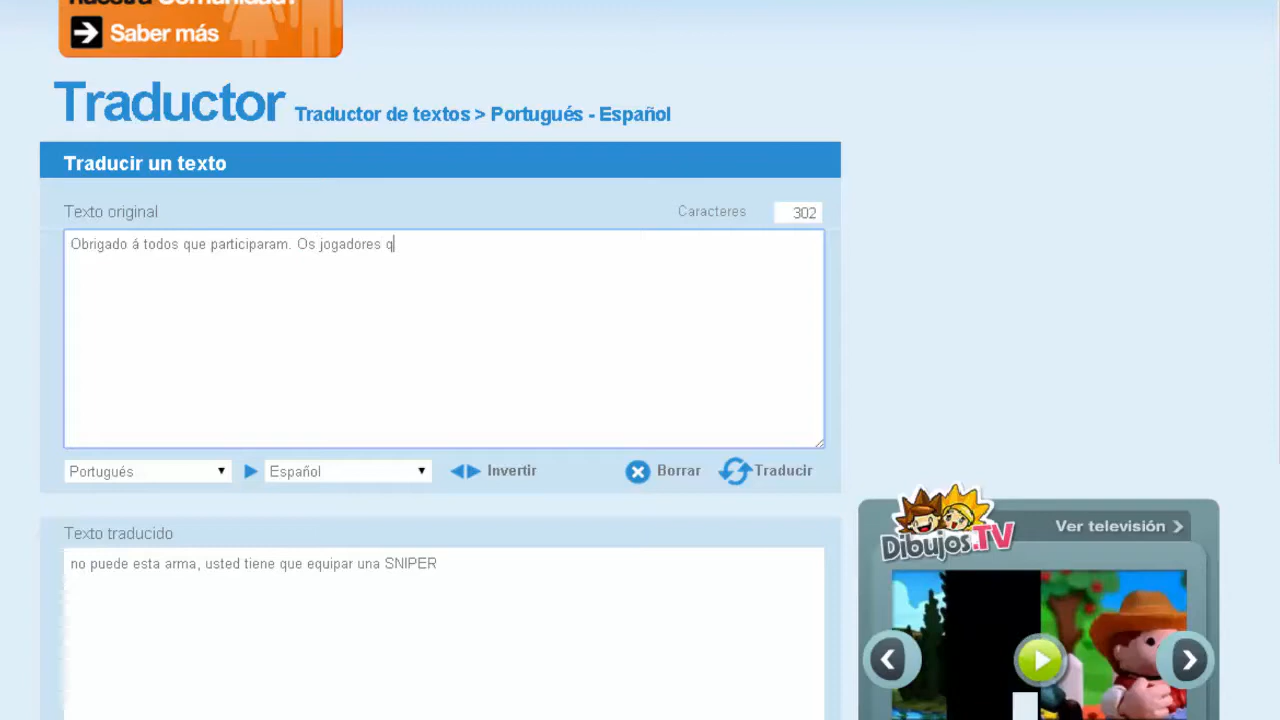 Saber más
Traductor Traductor de textos > Portugués - Español
Traducir un texto
Texto original
Caracteres 302
Obrigado á todos que participaram. Os jogadores q
Portugués Español Invertir Borrar Traducir
Texto traducido
no puede esta arma, usted tiene que equipar una SNIPER
Ver televisión
Dibujos.TV